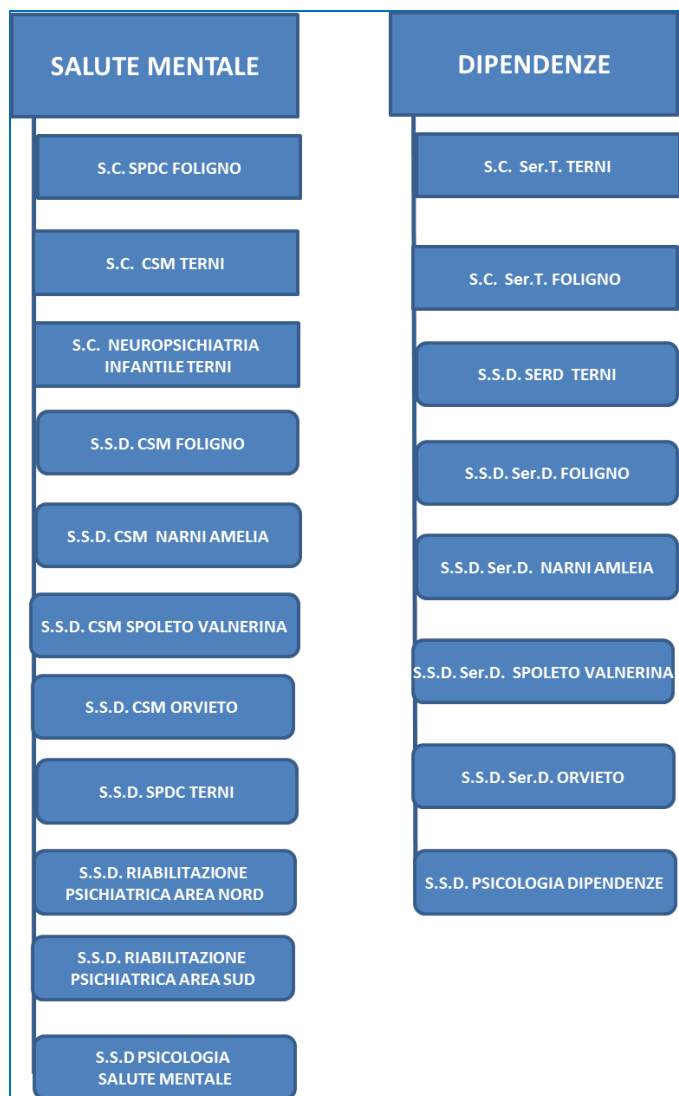 SALUTE MENTALE
S.C. SPDC FOLIGNO
S.C. CSM TERNI
S.C. NEUROPSICHIATRIA
INFANTILE TERNI
S.S.D. CSM FOLIGNO
S.S.D. CSM NARNI AMELIA
S.S.D. CSM SPOLETO VALNERINA
S.S.D. CSM ORVIETO
S.S.D. SPDC TERNI
S.S.D. RIABILITAZIONE
PSICHIATRICA AREA NORD
S.S.D. RIABILITAZIONE
PSICHIATRICA AREA SUD
S.S.D PSICOLOGIA
SALUTE MENTALE
DIPENDENZE
S.C. Ser.T. TERNI
S.C. Ser.T. FOLIGNO
S.S.D. SERD TERNI
S.S.D. Ser.D. FOLIGNO
S.S.D. Ser.D. NARNI AMLEIA
S.S.D. Ser.D. SPOLETO VALNERINA
S.S.D. Ser.D. ORVIETO
S.S.D. PSICOLOGIA DIPENDENZE